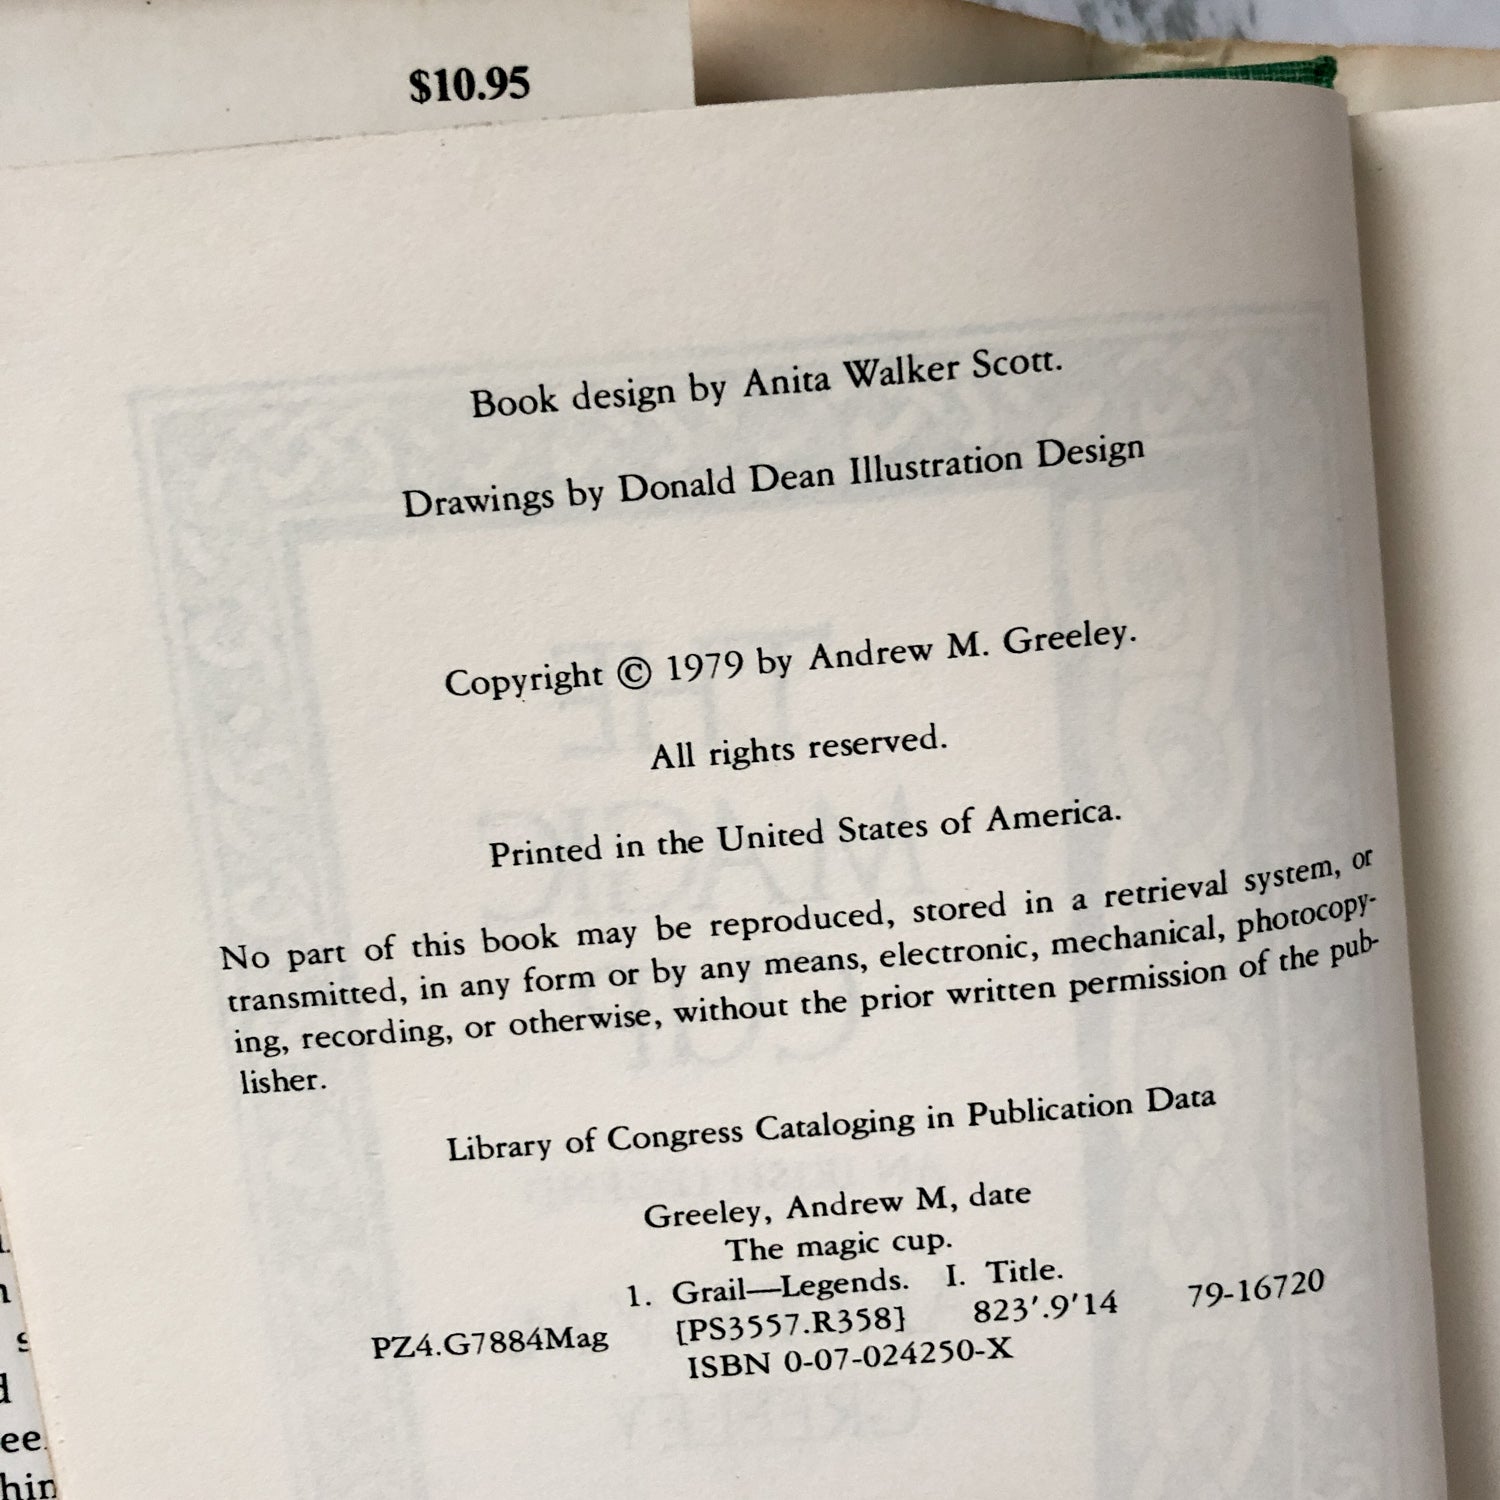 $10.95
Book design by Anita Walker Scott.
Drawings by Donald Dean Illustration Design
Copyright © 1979 by Andrew M. Greeley.
All rights reserved.
Printed in the United States of America.
No part of this book may be reproduced, stored in a retrieval system, or
transmitted, in any form or by any means, electronic, mechanical, photocopy-
ing, recording, or otherwise, without the prior written permission of the pub-
lisher.
Library of Congress Cataloging in Publication Data
Greeley, Andrew M, date
The magic cup.
1. Grail—Legends. I. Title.
PZ4.G7884Mag [PS3557.R358] 823'.9'14 79-16720
ISBN 0-07-024250-X